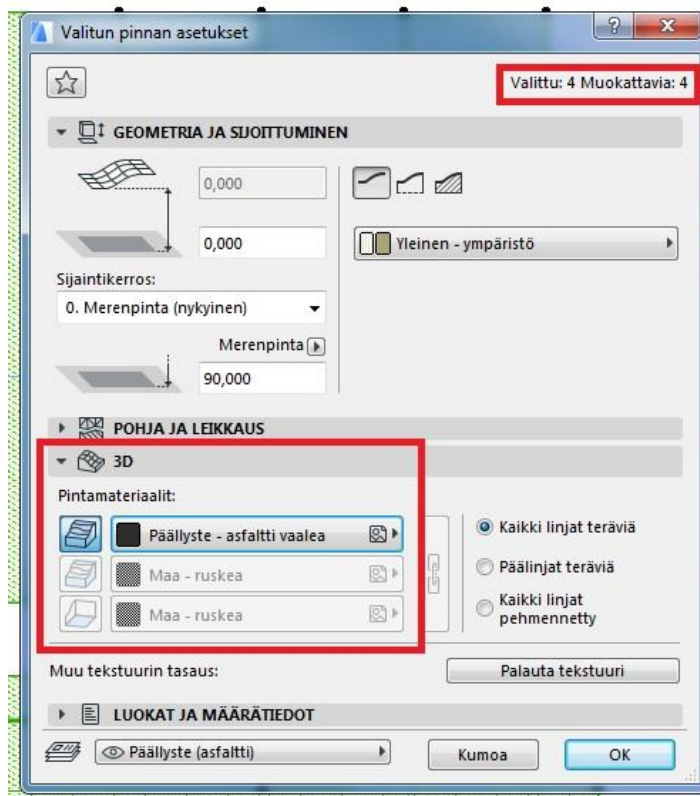 Valitun pinnan asetukset
Valittu: 4 Muokattavia: 4
GEOMETRIA JA SIJOITTUMINEN
0,000
0,000
Yleinen - ympäristö
Sijaintikerros:
0. Merenpinta (nykyinen)
Merenpinta
90,000
POHJA JA LEIKKAUS
3D
Pintamateriaalit:
Päällyste - asfaltti vaalea
Maa - ruskea
Maa - ruskea
Kaikki linjat teräviä
Päälinjat teräviä
Kaikki linjat
pehmennetty
Muu tekstuurin tasaus:
Palauta tekstuuri
LUOKAT JA MÄÄRÄTIEDOT
Päällyste (asfaltti)
Kumoa
OK